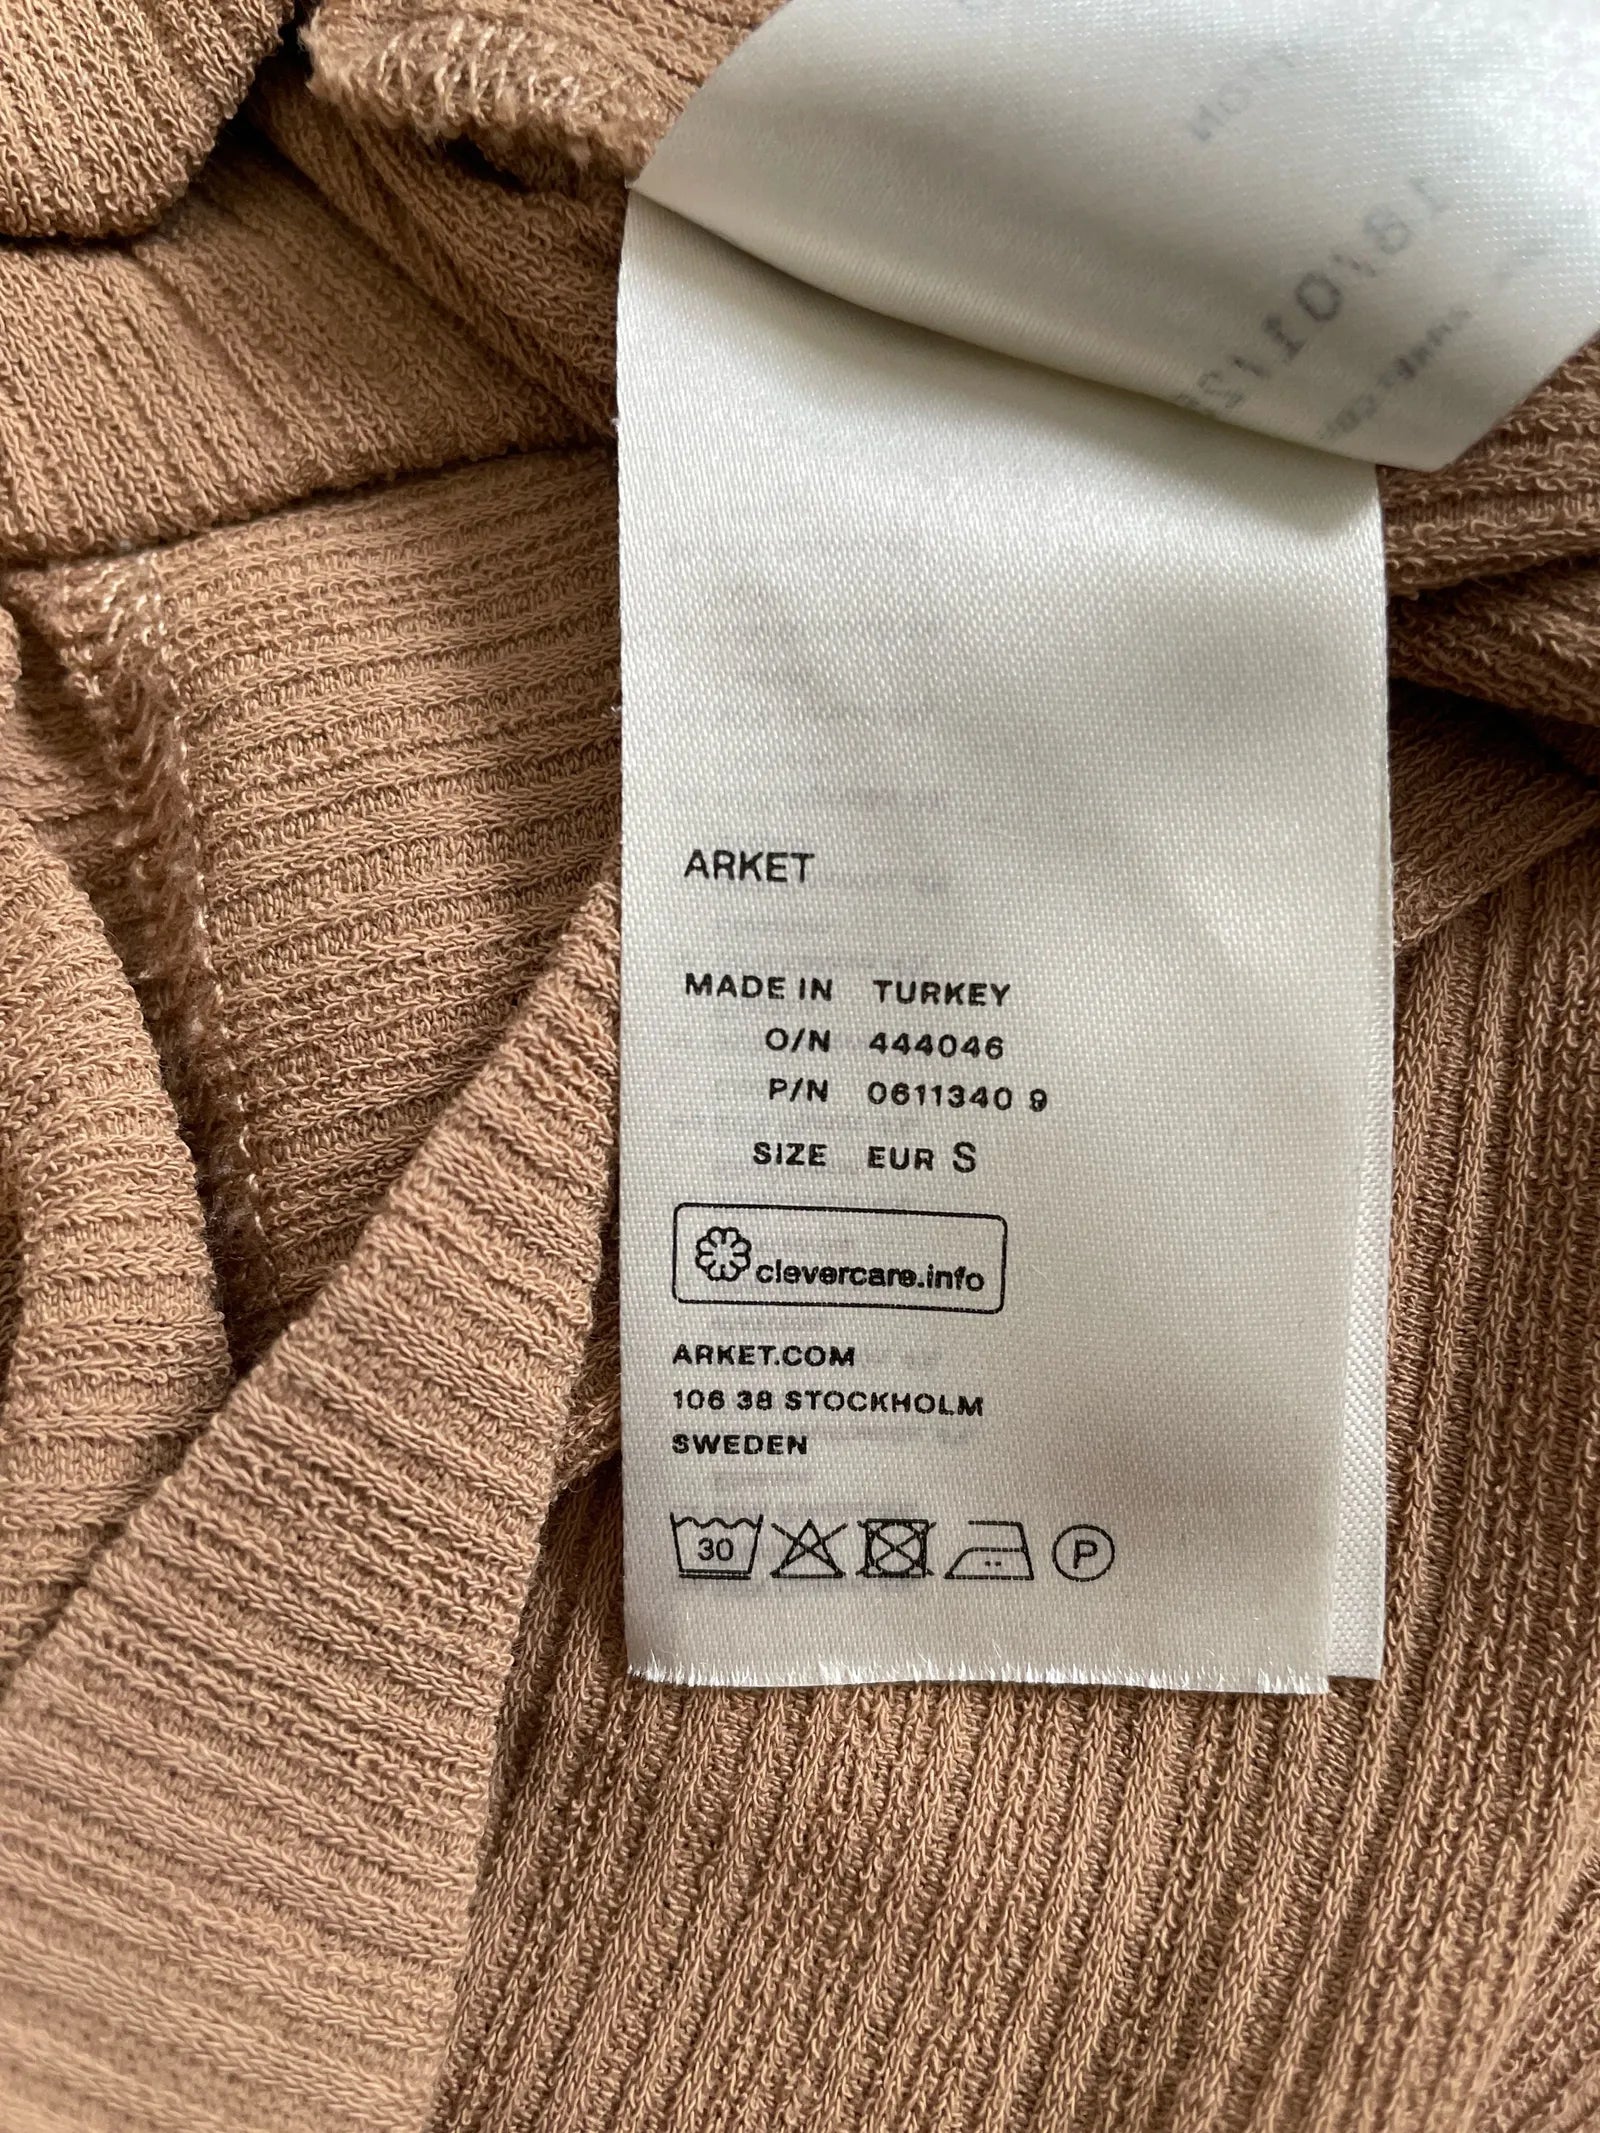 ARKET
MADE IN TURKEY
O/N 444046
P/N 0611340 9
SIZE EUR S
clevercare.info
ARKET.COM
106 38 STOCKHOLM
SWEDEN
30
P